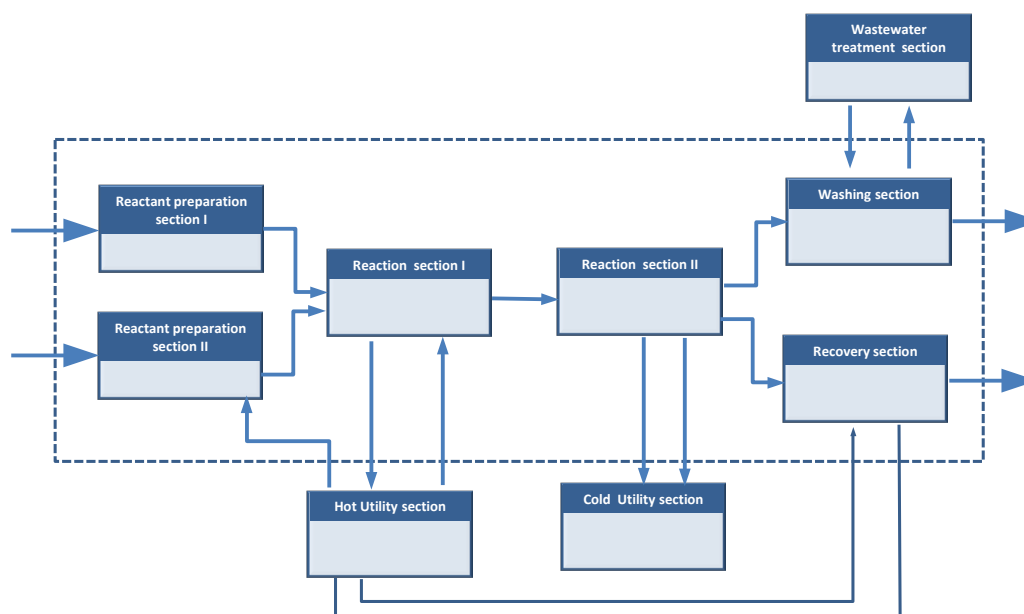 Wastewater
treatment section
Reactant preparation
section I
Washing section
Reaction section I
Reaction section II
Reactant preparation
section II
Recovery section
Hot Utility section
Cold Utility section